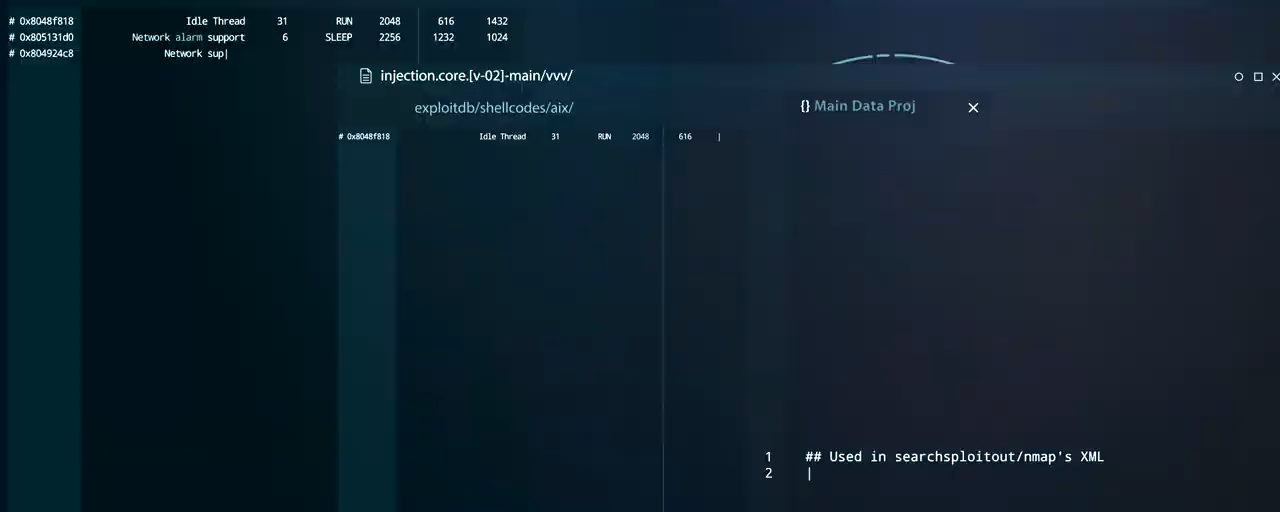 # 0x8048f818 Idle Thread 31 RUN 2048 616 1432
# 0x805131d0 Network alarm support 6 SLEEP 2256 1232 1024
# 0x804924c8 Network sup|
injection.core.[v-02]-main/vvv/
exploitdb/shellcodes/aix/
{} Main Data Proj
# 0x8048f818 Idle Thread 31 RUN 2048 616 |
1 ## Used in searchsploitout/nmap's XML
2 |